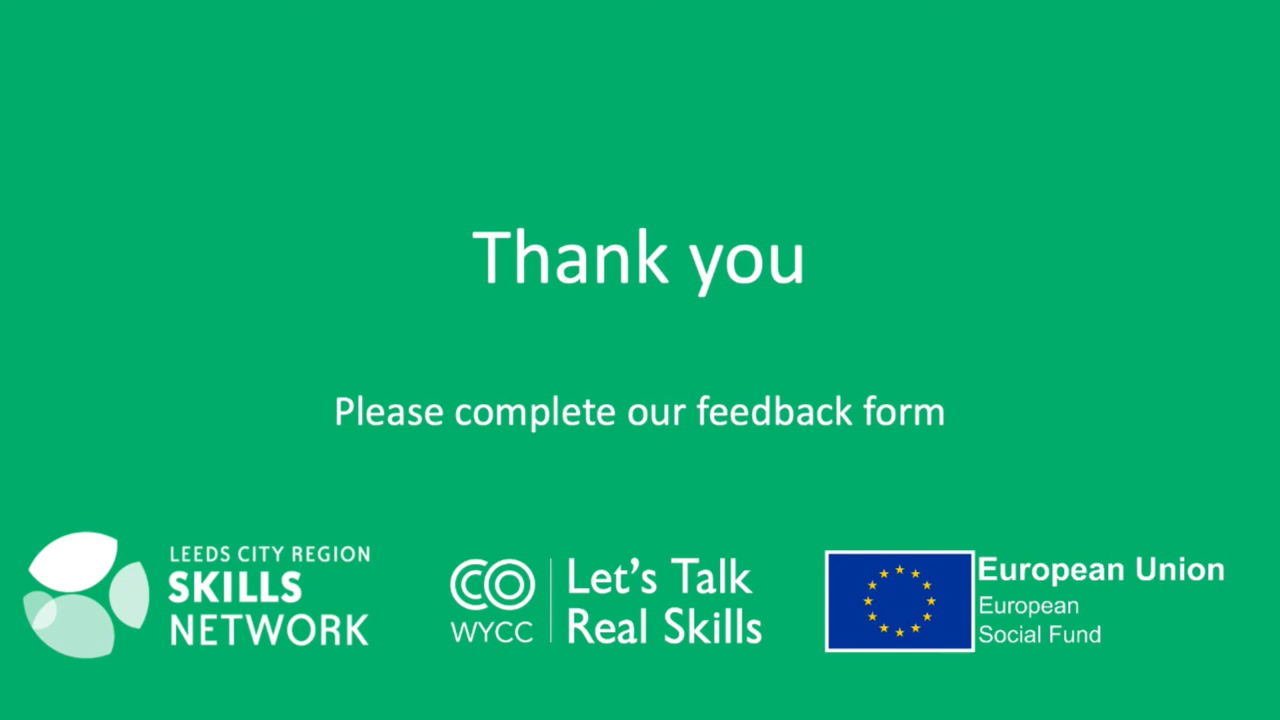 Thank you
Please complete our feedback form
LEEDS CITY REGION
SKILLS
NETWORK
CO
WYCC
Let's Talk
Real Skills
European Union
European
Social Fund